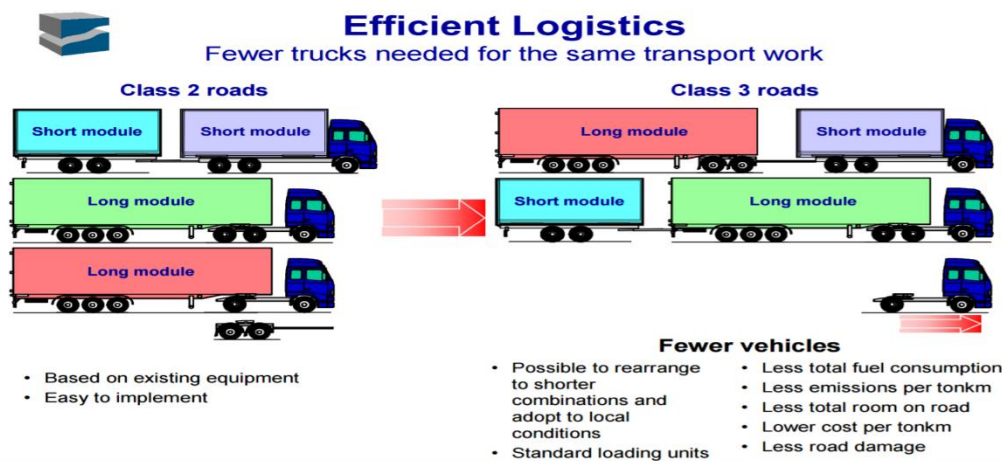 Efficient Logistics
Fewer trucks needed for the same transport work
Class 2 roads
Short module
Short module
Long module
Long module
• Based on existing equipment
• Easy to implement
Class 3 roads
Long module
Short module
Short module
Long module
Fewer vehicles
• Possible to rearrange
to shorter
combinations and
adopt to local
conditions
• Standard loading units
• Less total fuel consumption
• Less emissions per tonkm
• Less total room on road
• Lower cost per tonkm
• Less road damage